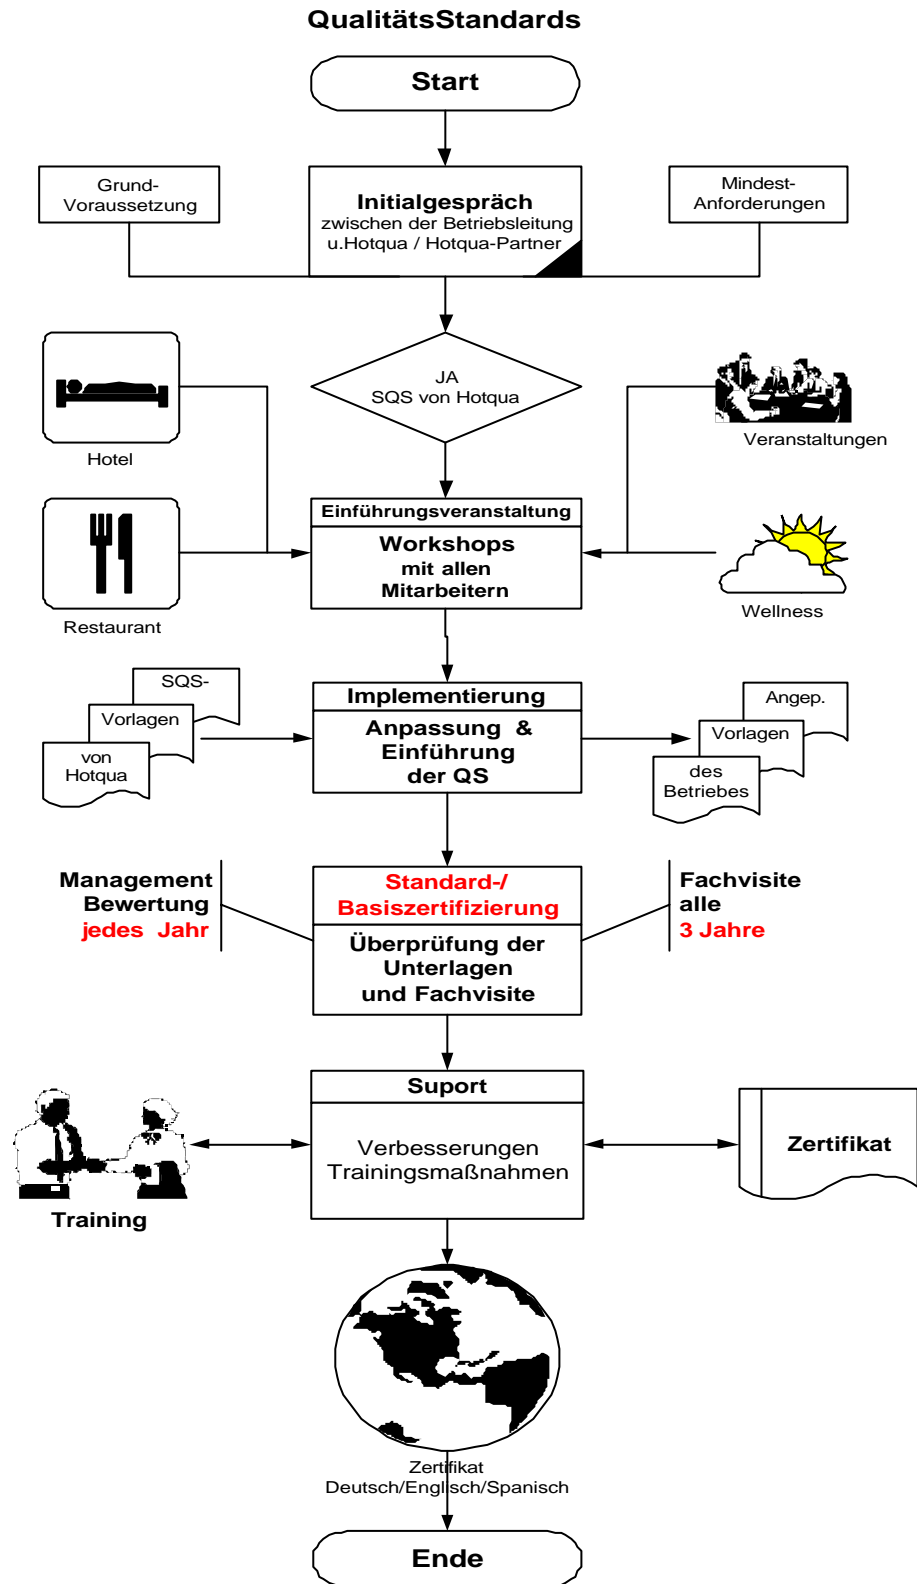 QualitätsStandards
Start
Grund-
Voraussetzung
Initialgespräch
zwischen der Betriebsleitung
u.Hotqua / Hotqua-Partner
Mindest-
Anforderungen
JA
SQS von Hotqua
Hotel
Veranstaltungen
Einführungsveranstaltung
Workshops
mit allen
Mitarbeitern
Restaurant
Wellness
SQS-
Vorlagen
von
Hotqua
Implementierung
Anpassung & 
Einführung
der QS
Angep.
Vorlagen
des
Betriebes
Management
Bewertung
jedes Jahr
Standard-/
Basiszertifizierung
Überprüfung der
Unterlagen
und Fachvisite
Fachvisite
alle
3 Jahre
Suport
Verbesserungen
Trainingsmaßnahmen
Training
Zertifikat
Zertifikat
Deutsch/Englisch/Spanisch
Ende